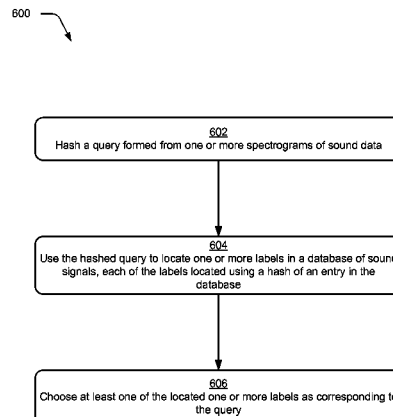 600
602
Hash a query formed from one or more spectrograms of sound data
604
Use the hashed query to locate one or more labels in a database of sound
signals, each of the labels located using a hash of an entry in the
database
606
Choose at least one of the located one or more labels as corresponding to
the query